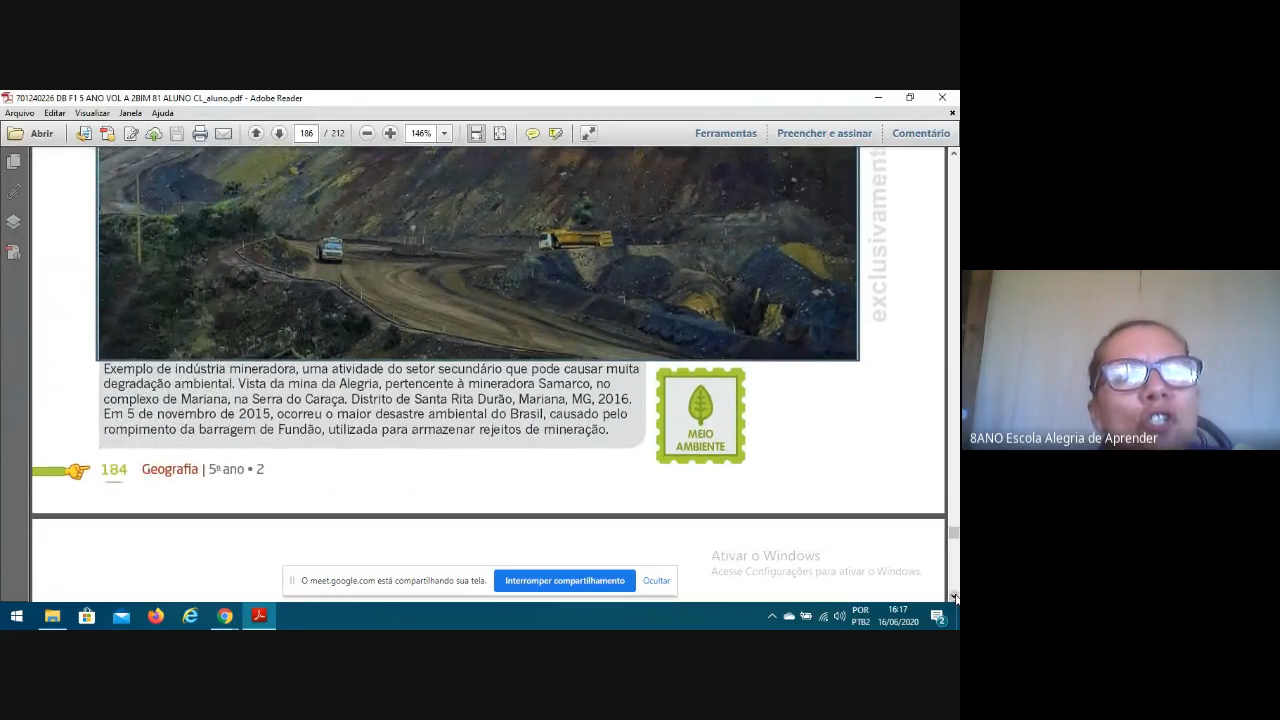 701240226 DB F1 5 ANO VOL A 2BIM 81 ALUNO CL_aluno.pdf - Adobe Reader
Arquivo Editar Visualizar Janela Ajuda
Abrir 186 / 212 146% Ferramentas Preencher e assinar Comentário
exclusivament
Exemplo de indústria mineradora, uma atividade do setor secundário que pode causar muita
degradação ambiental. Vista da mina da Alegria, pertencente à mineradora Samarco, no
complexo de Mariana, na Serra do Caraça. Distrito de Santa Rita Durão, Mariana, MG, 2016.
Em 5 de novembro de 2015, ocorreu o maior desastre ambiental do Brasil, causado pelo
rompimento da barragem de Fundão, utilizada para armazenar rejeitos de mineração.
MEIO
AMBIENTE
184 Geografia | 5º ano • 2
8ANO Escola Alegria de Aprender
Ativar o Windows
Acesse Configurações para ativar o Windows.
O meet.google.com está compartilhando sua tela. Interromper compartilhamento Ocultar
POR
PTB2
16:17
16/06/2020
2